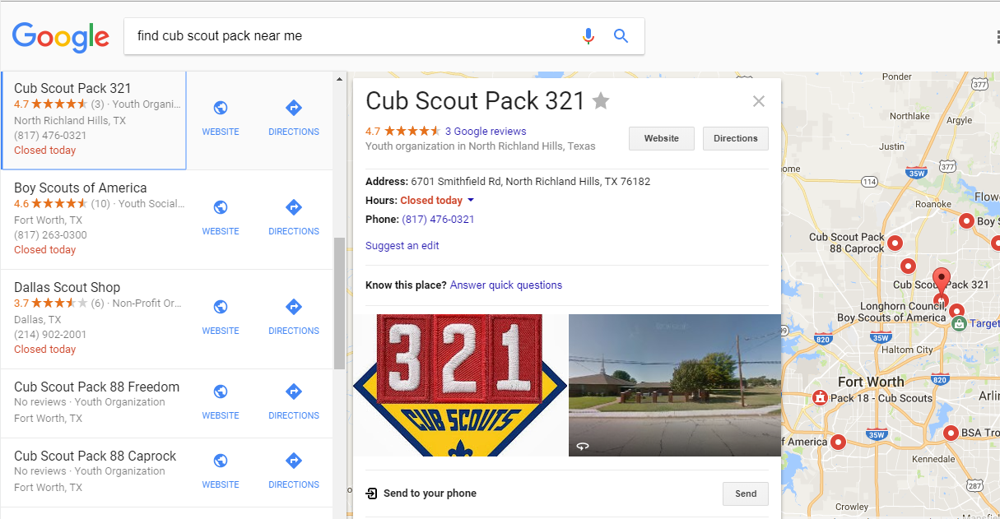 Google
find cub scout pack near me
Cub Scout Pack 321
4.7 (3) · Youth Organi...
North Richland Hills, TX
(817) 476-0321
Closed today
WEBSITE
DIRECTIONS
Boy Scouts of America
4.6 (10) · Youth Social...
Fort Worth, TX
(817) 263-0300
Closed today
WEBSITE
DIRECTIONS
Dallas Scout Shop
3.7 (6) · Non-Profit Or...
Dallas, TX
(214) 902-2001
Closed today
WEBSITE
DIRECTIONS
Cub Scout Pack 88 Freedom
No reviews · Youth Organization
Fort Worth, TX
WEBSITE
DIRECTIONS
Cub Scout Pack 88 Caprock
No reviews · Youth Organization
Fort Worth, TX
WEBSITE
DIRECTIONS
Cub Scout Pack 321
4.7 3 Google reviews
Youth organization in North Richland Hills, Texas
Website
Directions
Address: 6701 Smithfield Rd, North Richland Hills, TX 76182
Hours: Closed today
Phone: (817) 476-0321
Suggest an edit
Know this place? Answer quick questions
321
CUB SCOUTS
Send to your phone
Send
Ponder
377
Northlake
Argyle
Justin
377
35W
114
Roanoke
Flow
Boy S
Cub Scout Pack
88 Caprock
Cub Scout Pack 321
Longhorn Council,
Boy Scouts of America
Target
820
35W
Haltom City
Fort Worth
820
Pack 18 - Cub Scouts
Arlin
35W
BSA Tro
f America
Kennedale
287
Crowley